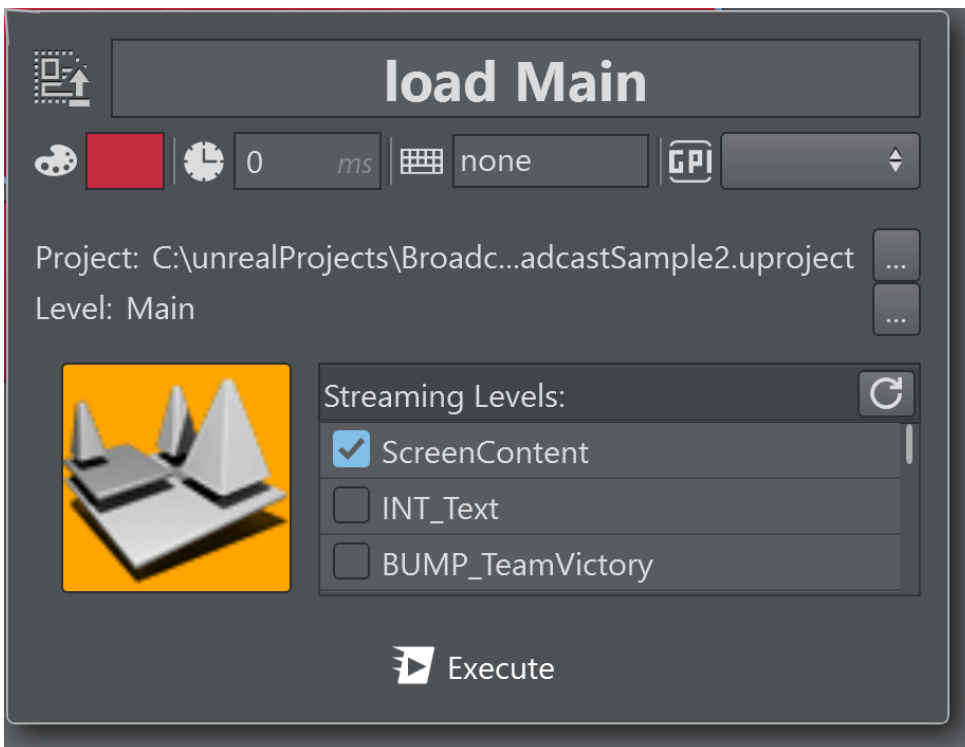 load Main
0 ms none GPI
Project: C:\unrealProjects\Broadc...adcastSample2.uproject ...
Level: Main ...
Streaming Levels:
ScreenContent
INT_Text
BUMP_TeamVictory
Execute